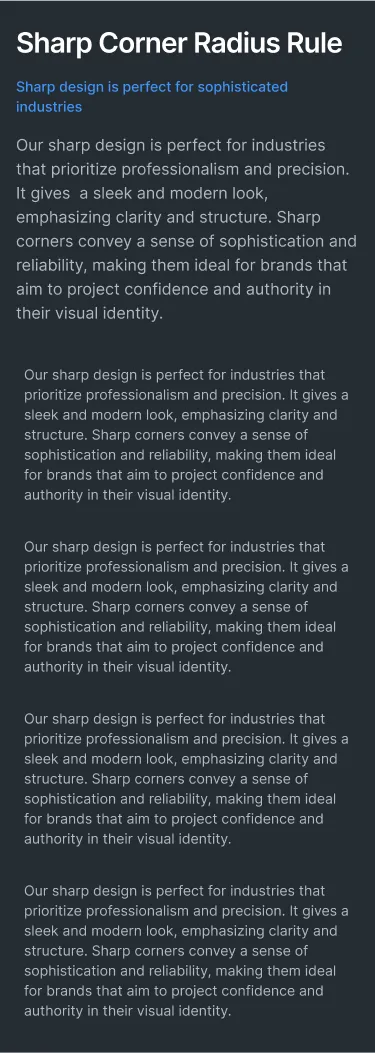 Sharp Corner Radius Rule
Sharp design is perfect for sophisticated
industries
Our sharp design is perfect for industries
that prioritize professionalism and precision.
It gives  a sleek and modern look,
emphasizing clarity and structure. Sharp
corners convey a sense of sophistication and
reliability, making them ideal for brands that
aim to project confidence and authority in
their visual identity.
Our sharp design is perfect for industries that
prioritize professionalism and precision. It gives a
sleek and modern look, emphasizing clarity and
structure. Sharp corners convey a sense of
sophistication and reliability, making them ideal
for brands that aim to project confidence and
authority in their visual identity.
Our sharp design is perfect for industries that
prioritize professionalism and precision. It gives a
sleek and modern look, emphasizing clarity and
structure. Sharp corners convey a sense of
sophistication and reliability, making them ideal
for brands that aim to project confidence and
authority in their visual identity.
Our sharp design is perfect for industries that
prioritize professionalism and precision. It gives a
sleek and modern look, emphasizing clarity and
structure. Sharp corners convey a sense of
sophistication and reliability, making them ideal
for brands that aim to project confidence and
authority in their visual identity.
Our sharp design is perfect for industries that
prioritize professionalism and precision. It gives a
sleek and modern look, emphasizing clarity and
structure. Sharp corners convey a sense of
sophistication and reliability, making them ideal
for brands that aim to project confidence and
authority in their visual identity.